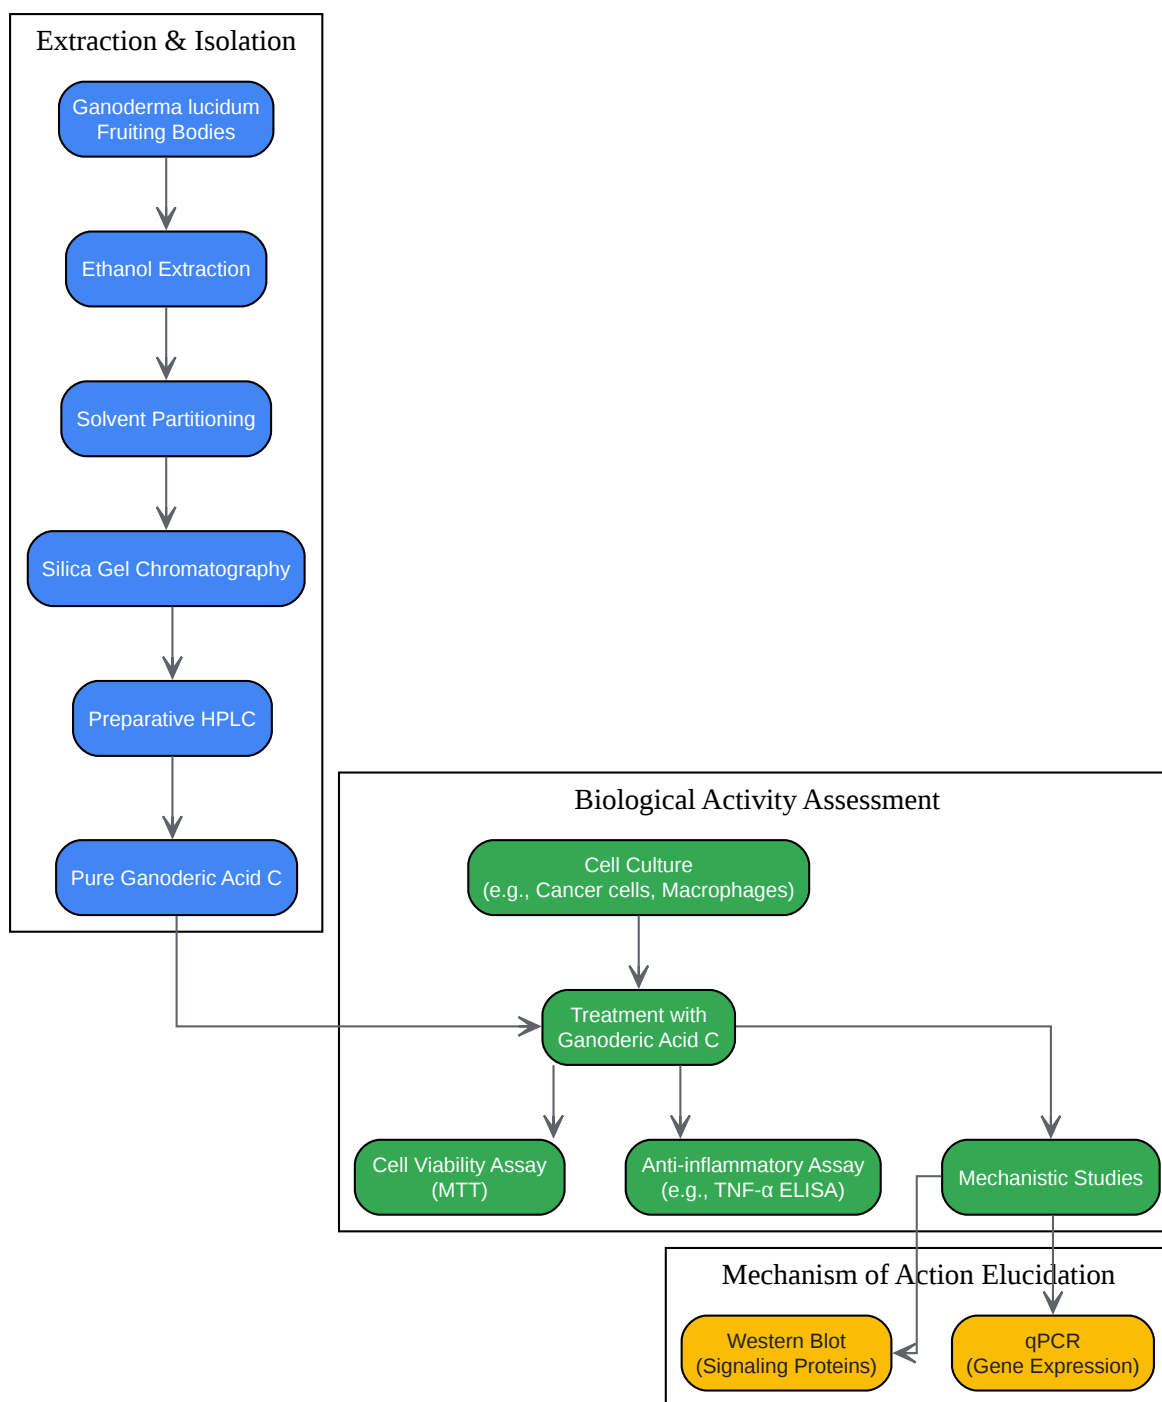 Extraction & Isolation
Ganoderma lucidum
Fruiting Bodies
Ethanol Extraction
Solvent Partitioning
Silica Gel Chromatography
Preparative HPLC
Pure Ganoderic Acid C
Biological Activity Assessment
Cell Culture
(e.g., Cancer cells, Macrophages)
Treatment with
Ganoderic Acid C
Cell Viability Assay
(MTT)
Anti-inflammatory Assay
(e.g., TNF-α ELISA)
Mechanistic Studies
Mechanism of Action Elucidation
Western Blot
(Signaling Proteins)
qPCR
(Gene Expression)